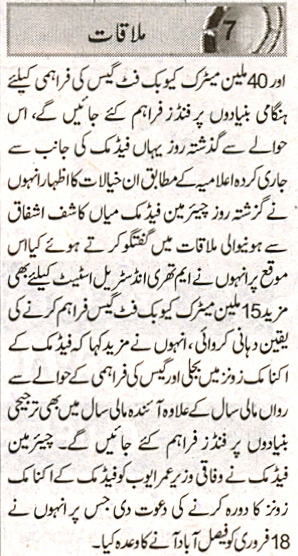 7 ملاقات
اور 40 ملین میٹرک کیوبک فٹ گیس کی فراہمی کیلئے
ہنگامی بنیادوں پر فنڈز فراہم کئے جائیں گے، اس
حوالے سے گذشتہ روز یہاں فیڈمک کی جانب سے
جاری کردہ اعلامیہ کے مطابق ان خیالات کا اظہار انہوں
نے گزشتہ روز چیئرمین فیڈمک میاں کاشف اشفاق
سے ہونیوالی ملاقات میں گفتگو کرتے ہوئے کیا اس
موقع پر انہوں نے ایم تھری انڈسٹریل اسٹیٹ کیلئے بھی
مزید 15 ملین میٹرک کیوبک فٹ گیس فراہم کرنے کی
یقین دہانی کروائی، انہوں نے مزید کہا کہ فیڈمک کے
اکنامک زونز میں بجلی اور گیس کی فراہمی کے حوالے سے
رواں مالی سال کے علاوہ آئندہ مالی سال میں بھی ترجیحی
بنیادوں پر فنڈز فراہم کئے جائیں گے۔ چیئرمین
فیڈمک نے وفاقی وزیر عمر ایوب کو فیڈمک کے اکنامک
زونز کا دورہ کرنے کی دعوت دی جس پر انہوں نے
18 فروری کو فیصل آباد آنے کا وعدہ کیا۔